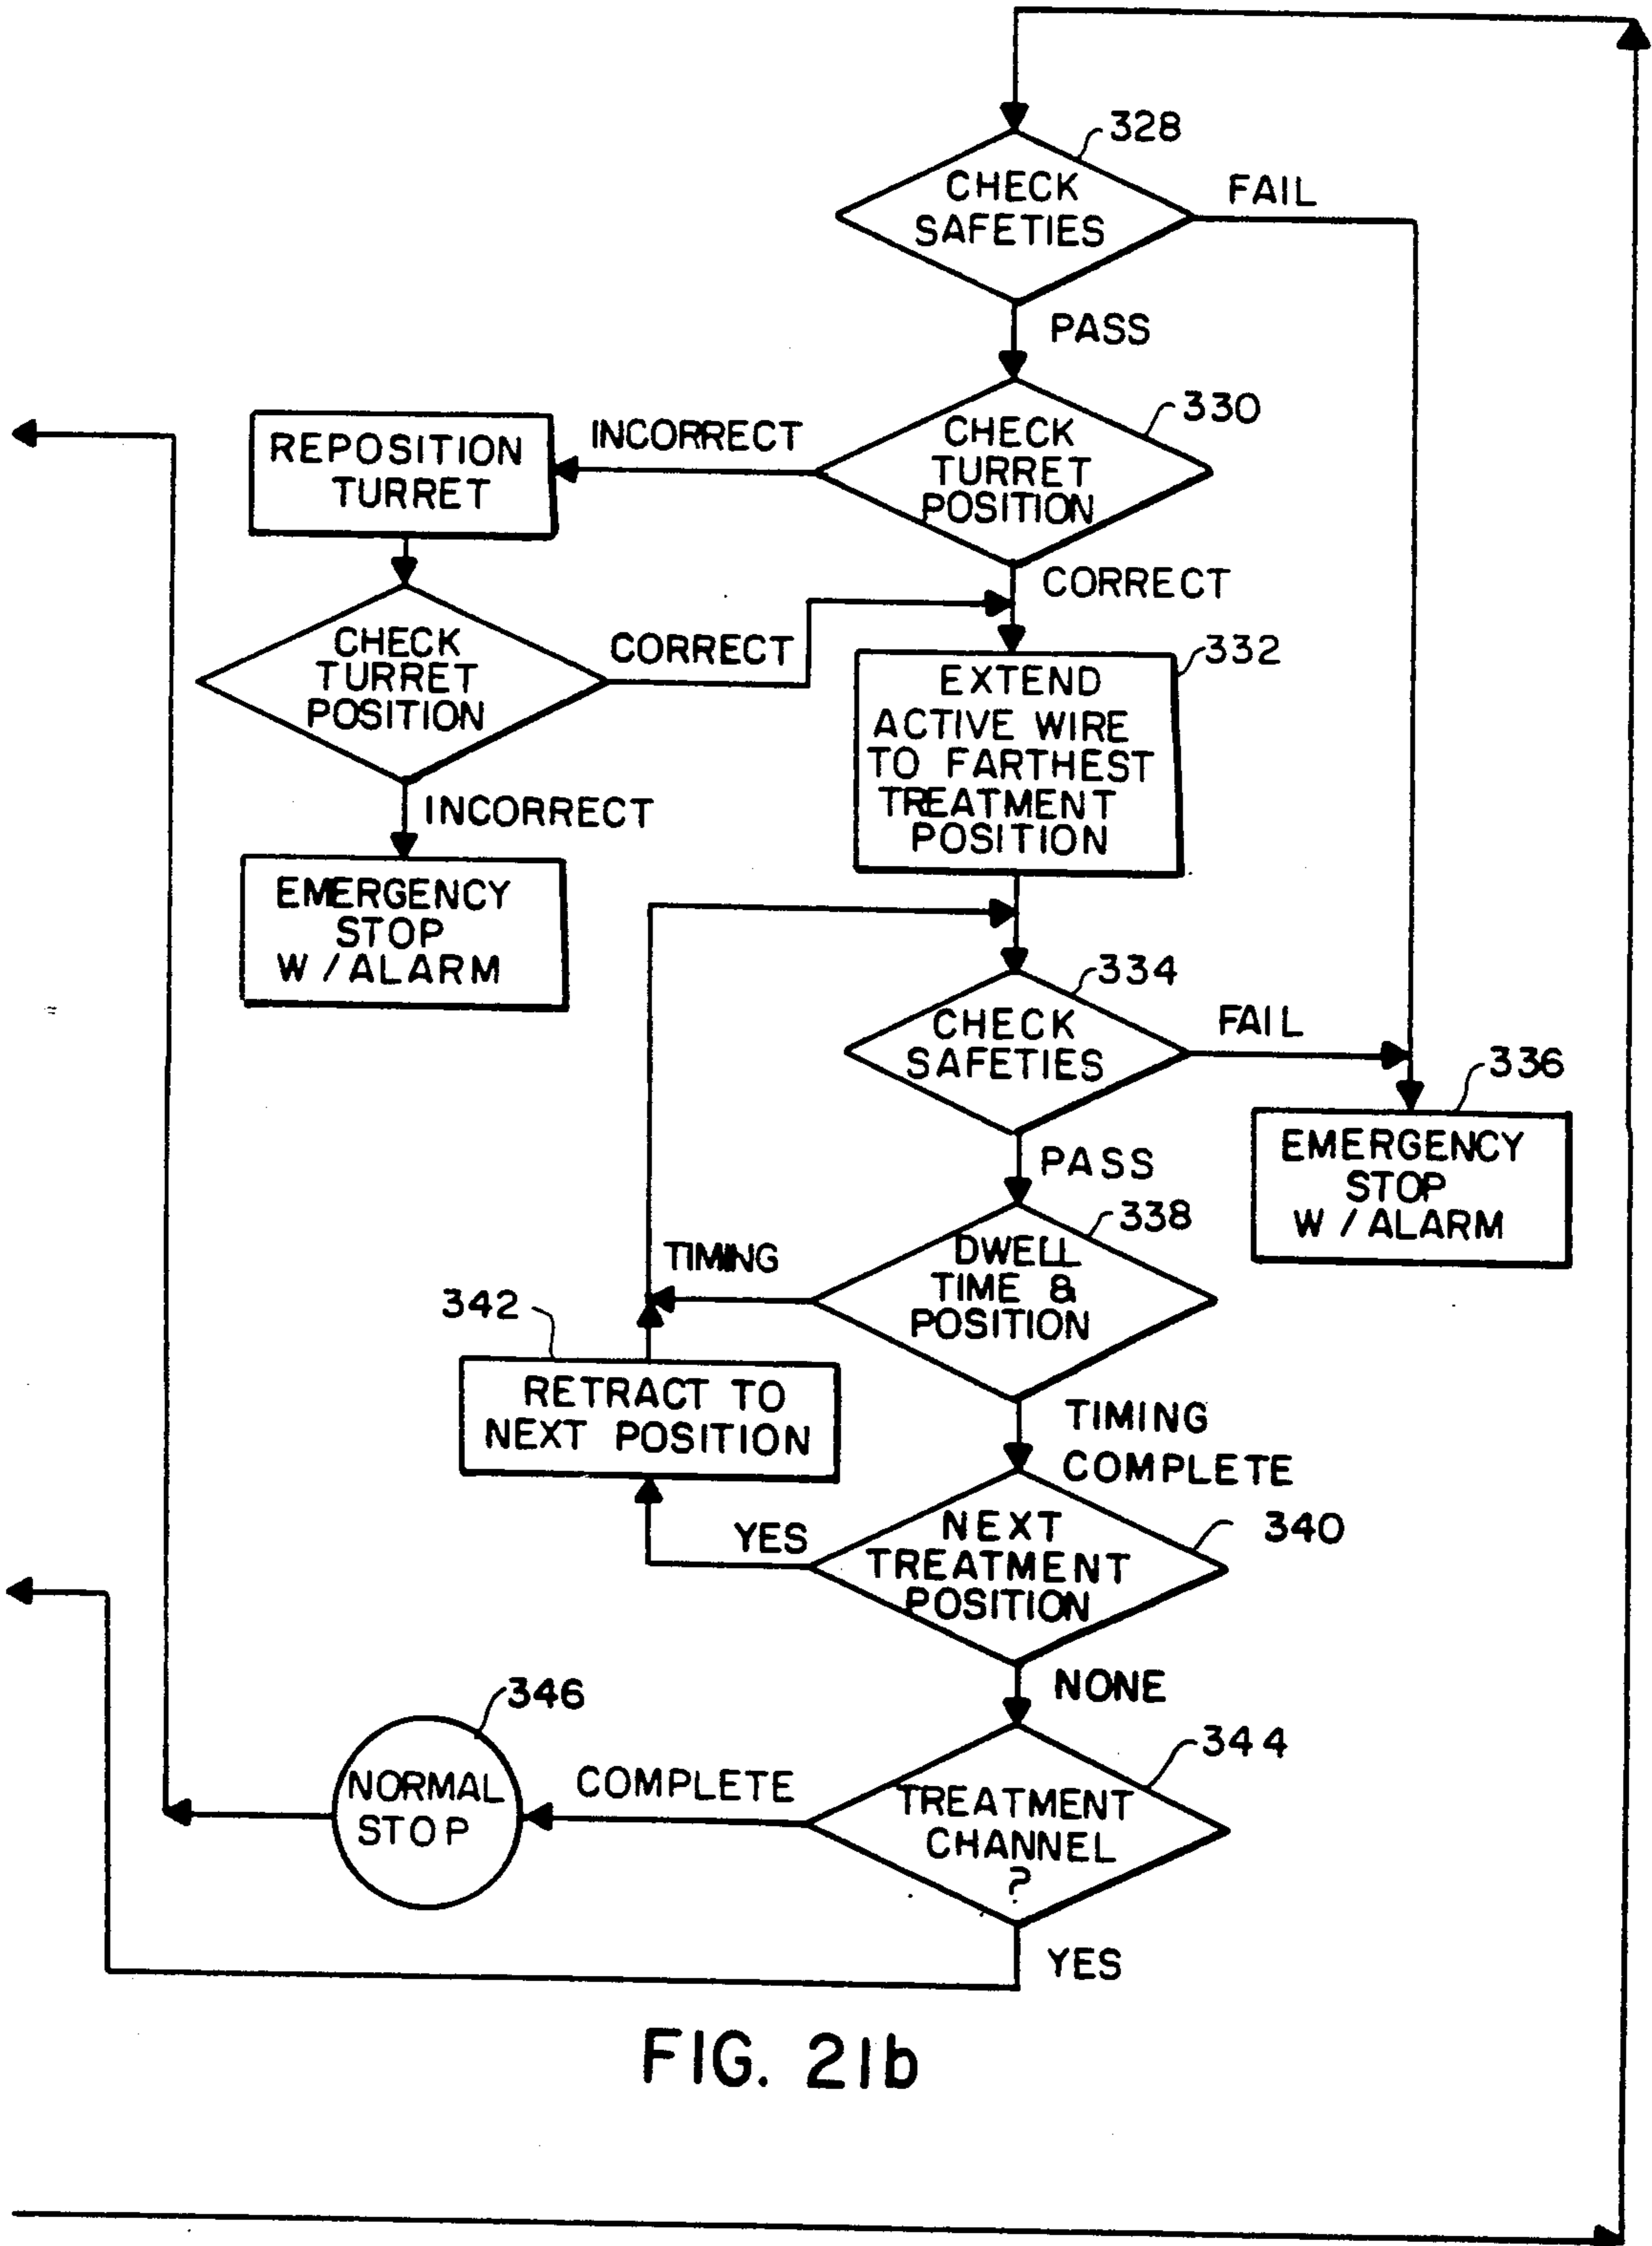 328
CHECK
SAFETIES
FAIL
PASS
330
CHECK
TURRET
POSITION
INCORRECT
REPOSITION
TURRET
CORRECT
CHECK
TURRET
POSITION
CORRECT
332
EXTEND
ACTIVE WIRE
TO FARTHEST
TREATMENT
POSITION
INCORRECT
EMERGENCY
STOP
W/ALARM
334
CHECK
SAFETIES
FAIL
336
EMERGENCY
STOP
W/ALARM
PASS
338
DWELL
TIME &
POSITION
TIMING
342
RETRACT TO
NEXT POSITION
TIMING
COMPLETE
340
NEXT
TREATMENT
POSITION
YES
NONE
344
TREATMENT
CHANNEL
?
COMPLETE
346
NORMAL
STOP
YES
FIG. 21b